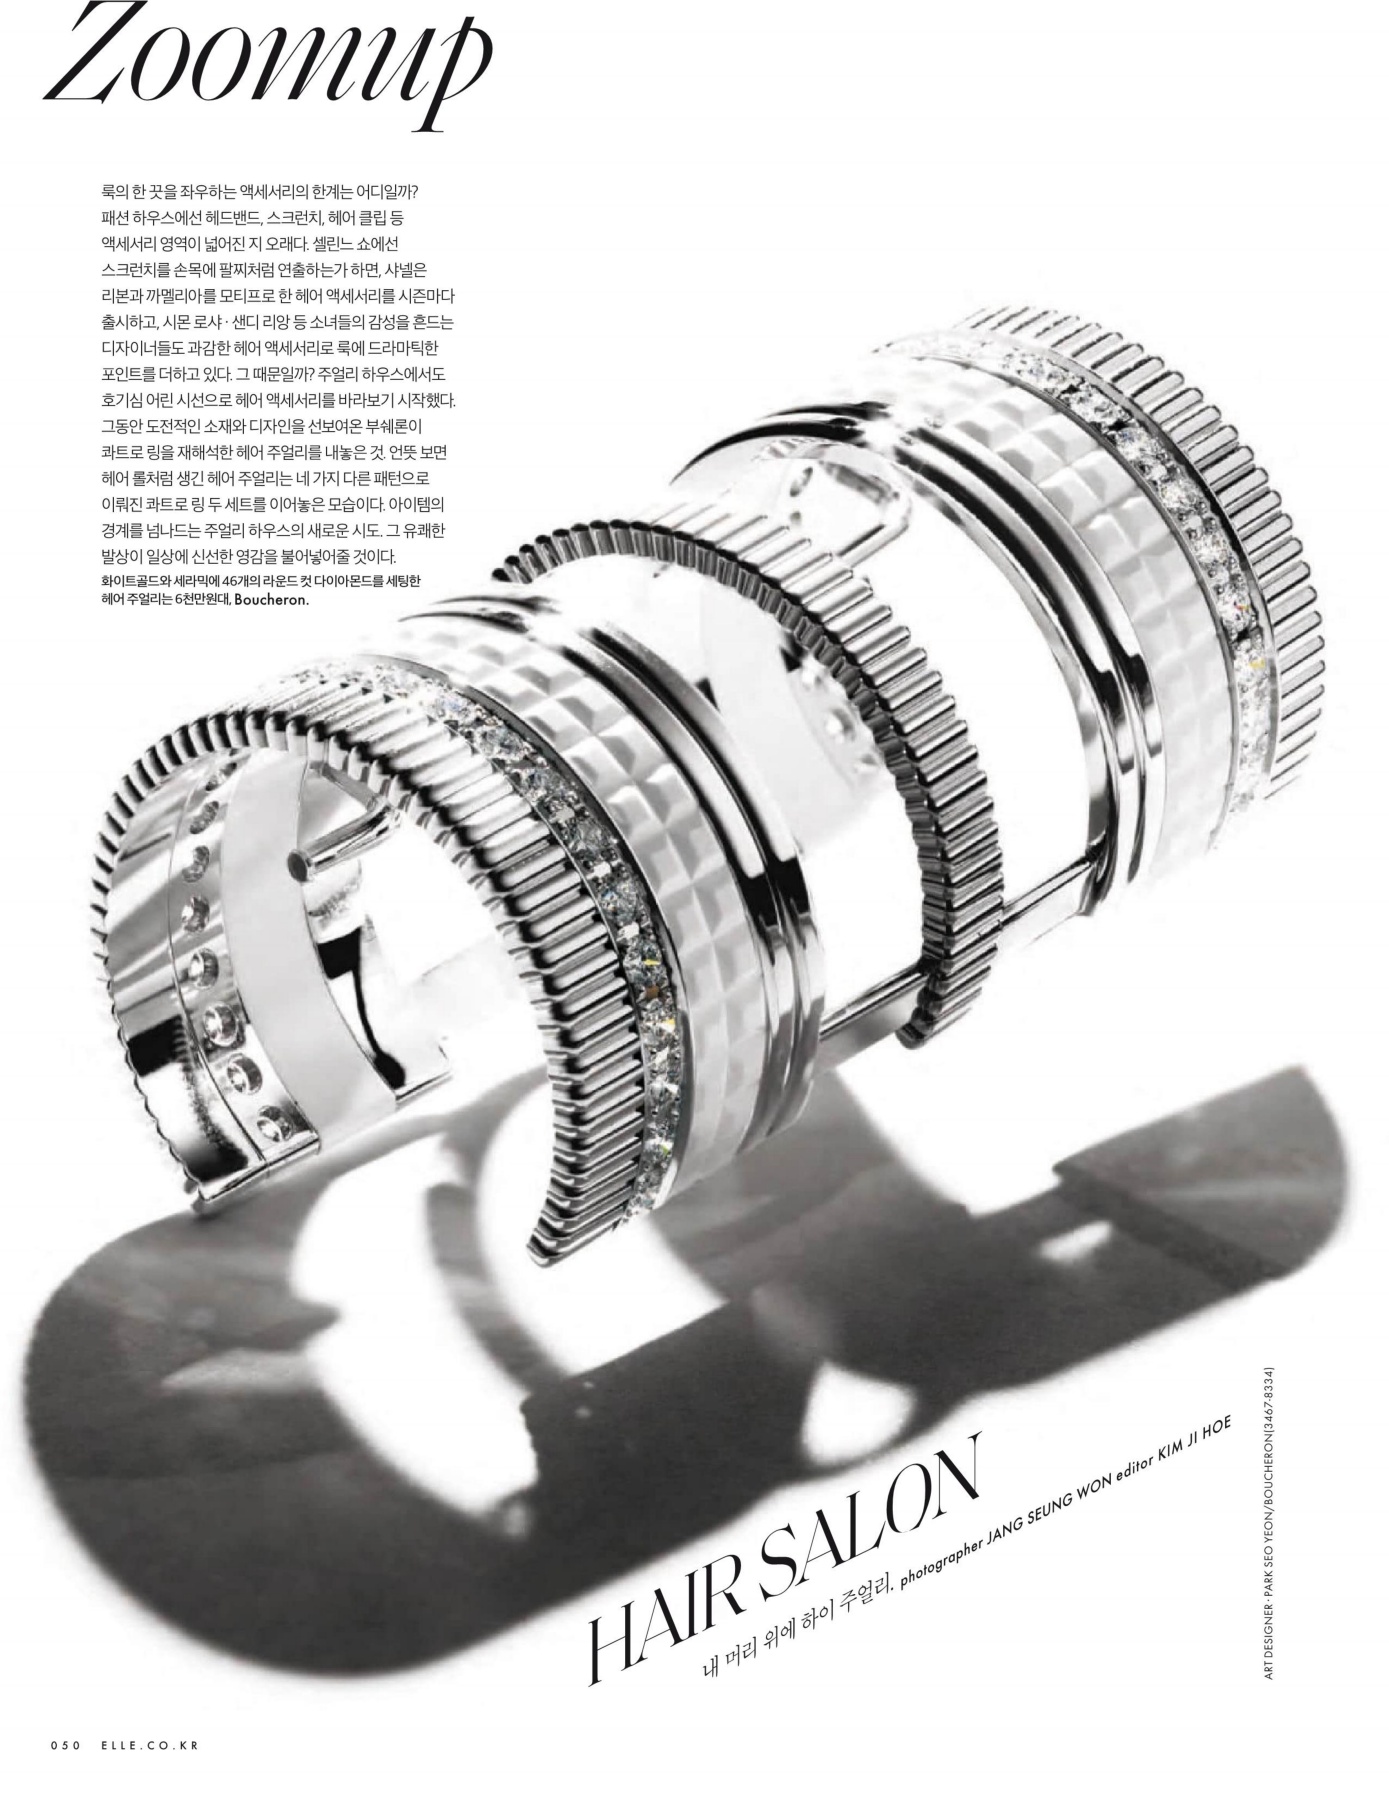 Zoomup
룩의 한 끗을 좌우하는 액세서리의 한계는 어디일까?
패션 하우스에선 헤드밴드, 스크런치, 헤어 클립 등
액세서리 영역이 넓어진 지 오래다. 셀린느 쇼에선
스크런치를 손목에 팔찌처럼 연출하는가 하면, 샤넬은
리본과 까멜리아를 모티프로 한 헤어 액세서리를 시즌마다
출시하고, 시몬 로샤·샌디 리앙 등 소녀들의 감성을 흔드는
디자이너들도 과감한 헤어 액세서리로 룩에 드라마틱한
포인트를 더하고 있다. 그 때문일까? 주얼리 하우스에서도
호기심 어린 시선으로 헤어 액세서리를 바라보기 시작했다.
그동안 도전적인 소재와 디자인을 선보여온 부쉐론이
콰트로 링을 재해석한 헤어 주얼리를 내놓은 것. 언뜻 보면
헤어 롤처럼 생긴 헤어 주얼리는 네 가지 다른 패턴으로
이뤄진 콰트로 링 두 세트를 이어놓은 모습이다. 아이템의
경계를 넘나드는 주얼리 하우스의 새로운 시도. 그 유쾌한
발상이 일상에 신선한 영감을 불어넣어줄 것이다.
화이트골드와 세라믹에 46개의 라운드 컷 다이아몬드를 세팅한
헤어 주얼리는 6천만원대, Boucheron.
HAIR SALON
내 머리 위에 하이 주얼리. photographer JANG SEUNG WON editor KIM JI HOE
ART DESIGNER·PARK SEO YEON/BOUCHERON(3467-8334)
050 ELLE.CO.KR